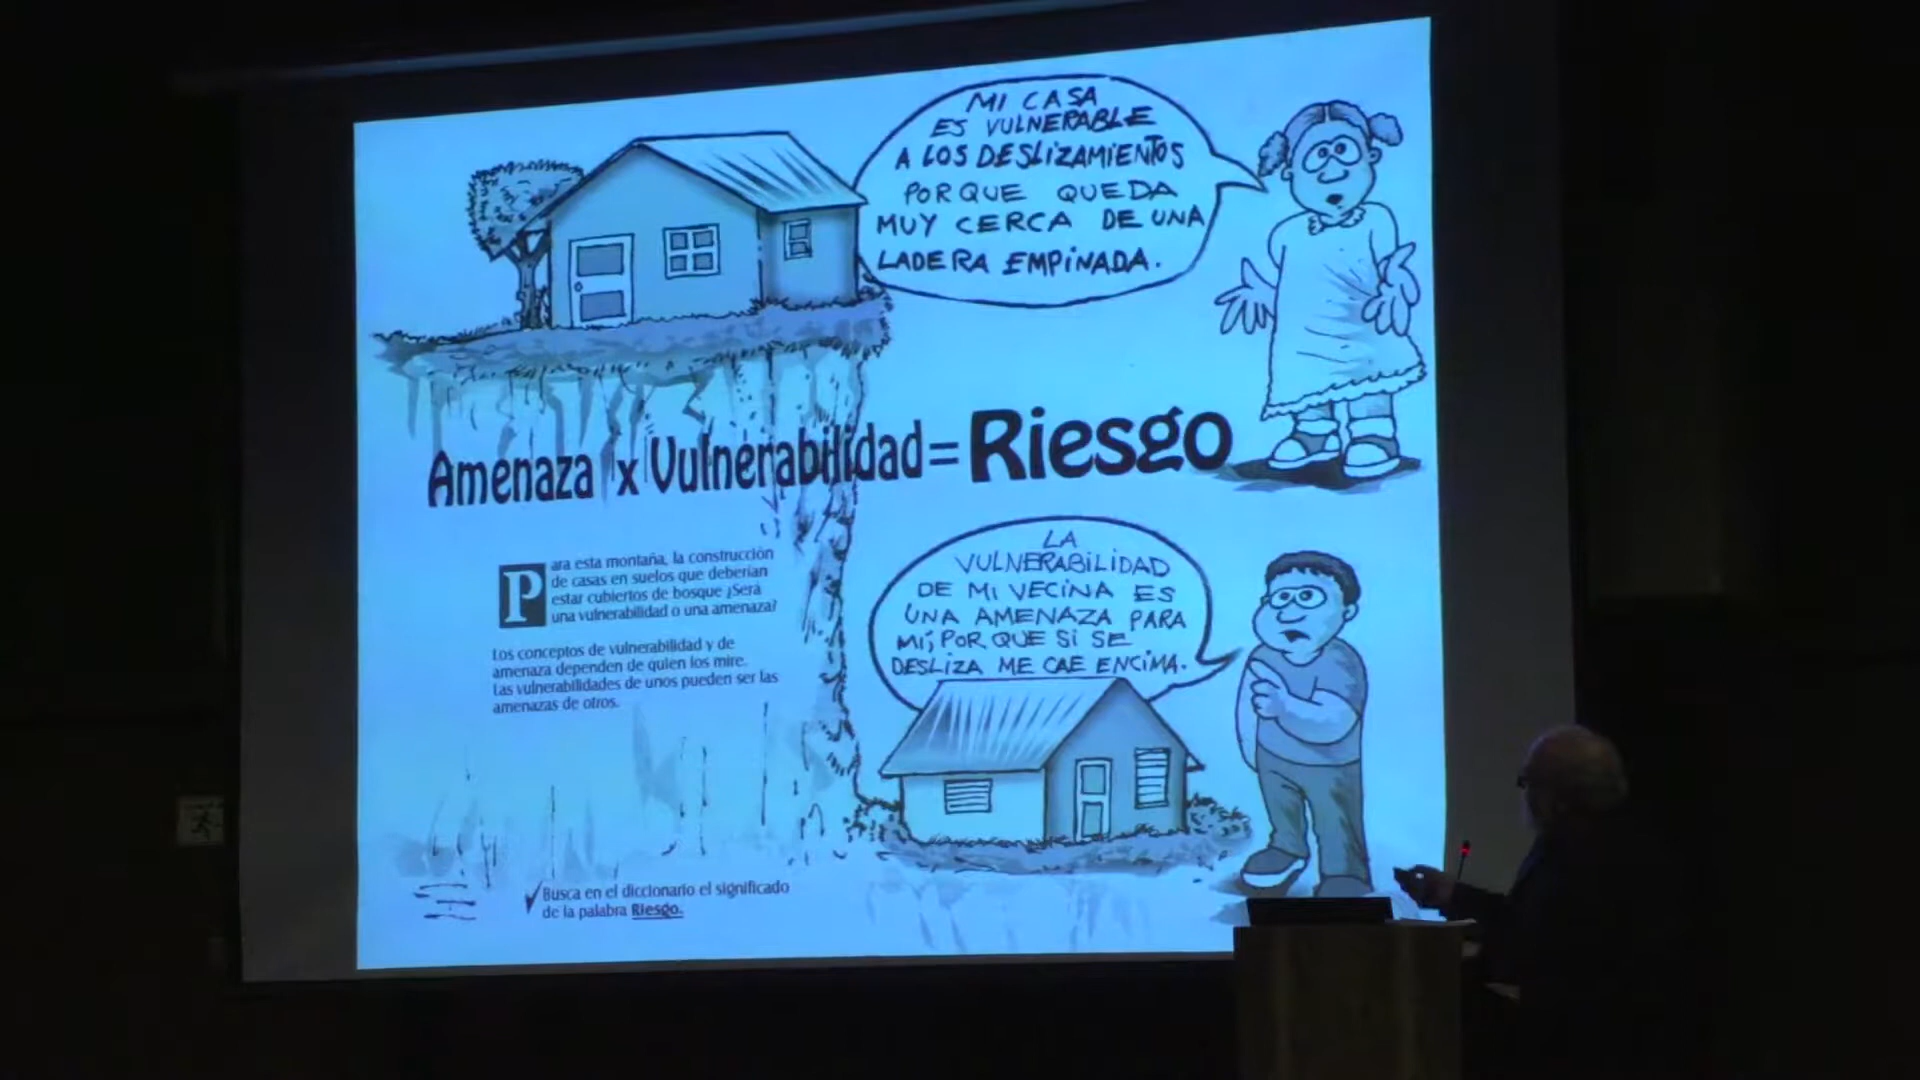 MI CASA
ES VULNERABLE
A LOS DESLIZAMIENTOS
PORQUE QUEDA
MUY CERCA DE UNA
LADERA EMPINADA.
Amenaza x Vulnerabilidad = Riesgo
Para esta montaña, la construcción
de casas en suelos que deberían
estar cubiertos de bosque ¿Será
una vulnerabilidad o una amenaza?
Los conceptos de vulnerabilidad y de
amenaza dependen de quien los mire.
Las vulnerabilidades de unos pueden ser las
amenazas de otros.
LA
VULNERABILIDAD
DE MI VECINA ES
UNA AMENAZA PARA
MÍ, PORQUE SI SE
DESLIZA ME CAE ENCIMA.
Busca en el diccionario el significado
de la palabra Riesgo.